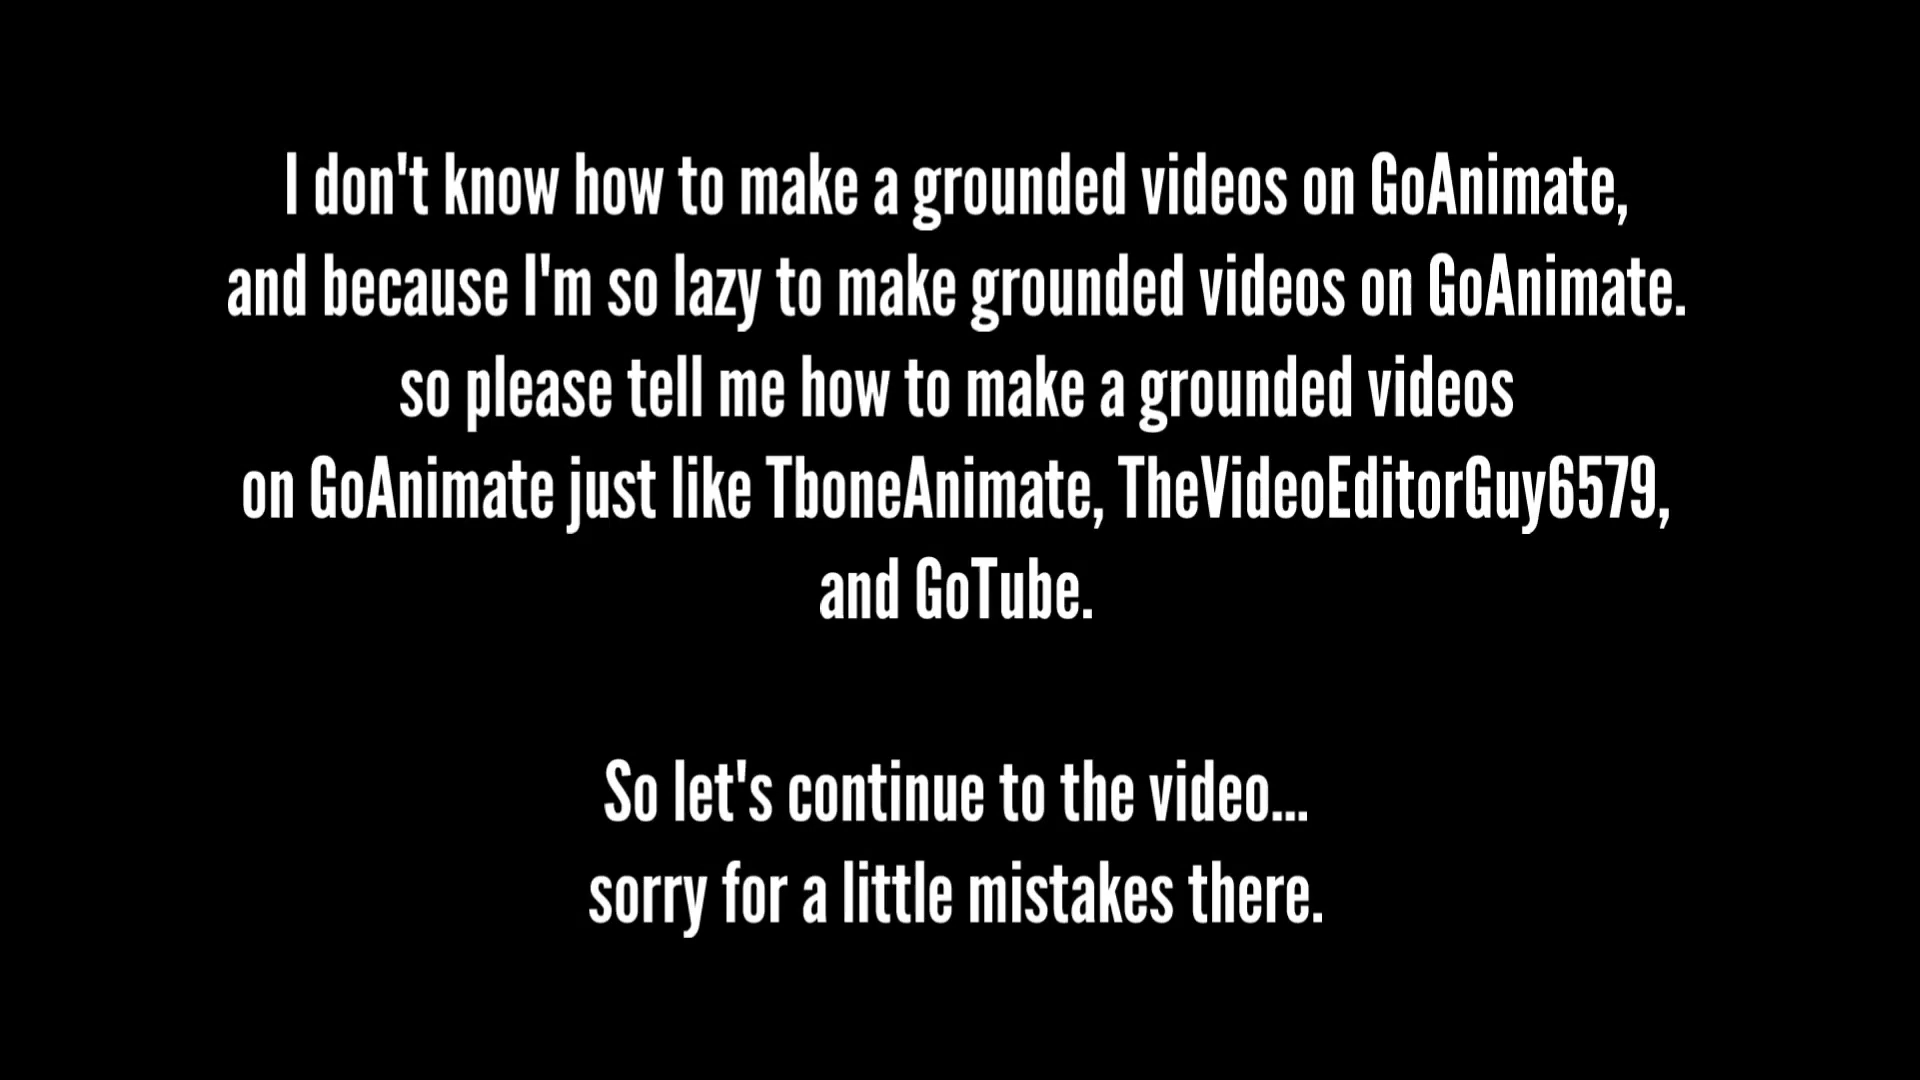 I don't know how to make a grounded videos on GoAnimate,
and because I'm so lazy to make grounded videos on GoAnimate.
so please tell me how to make a grounded videos
on GoAnimate just like TboneAnimate, TheVideoEditorGuy6579,
and GoTube.
So let's continue to the video...
sorry for a little mistakes there.